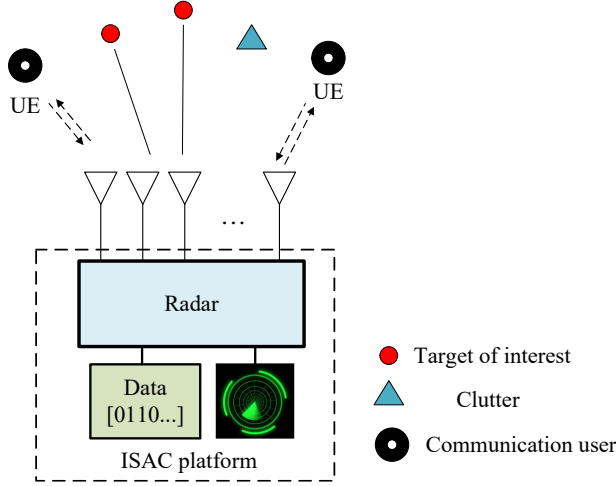 UE
UE
...
Radar
Data
[0110...]
ISAC platform
Target of interest
Clutter
Communication user